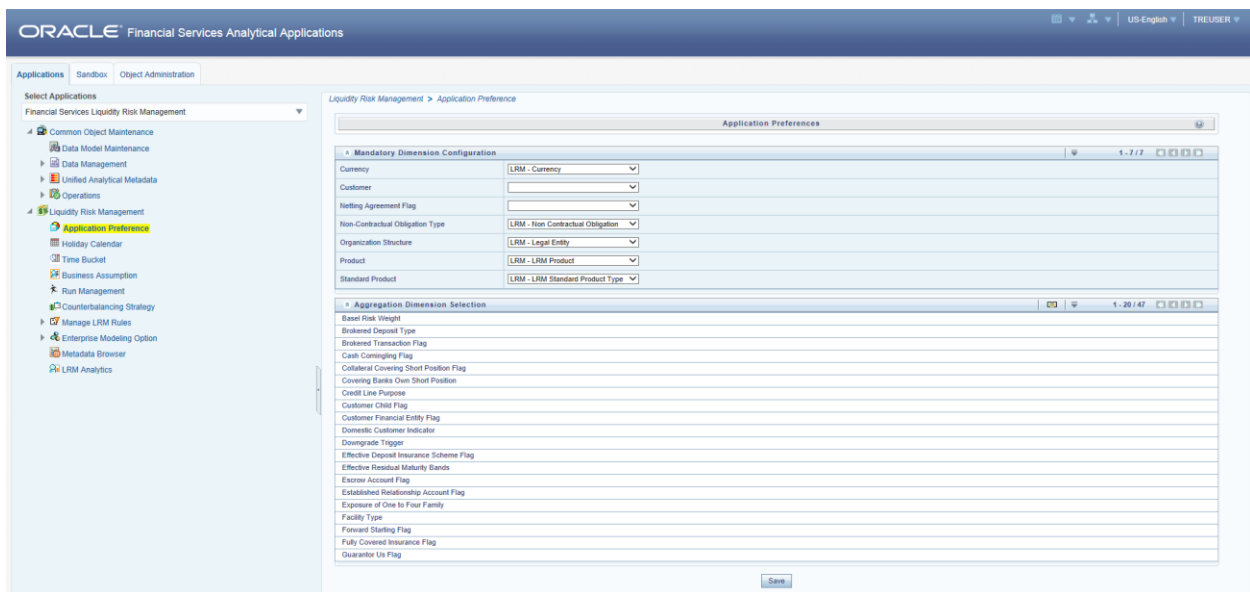 ORACLE® Financial Services Analytical Applications
US-English
TREUSER
Applications Sandbox Object Administration
Select Applications
Financial Services Liquidity Risk Management
Common Object Maintenance
Data Model Maintenance
Data Management
Unified Analytical Metadata
Operations
Liquidity Risk Management
Application Preference
Holiday Calendar
Time Bucket
Business Assumption
Run Management
Counterbalancing Strategy
Manage LRM Rules
Enterprise Modeling Option
Metadata Browser
LRM Analytics
Liquidity Risk Management > Application Preference
Application Preferences
Mandatory Dimension Configuration 1 - 7 / 7
Currency LRM - Currency
Customer
Netting Agreement Flag
Non-Contractual Obligation Type LRM - Non Contractual Obligation
Organization Structure LRM - Legal Entity
Product LRM - LRM Product
Standard Product LRM - LRM Standard Product Type
Aggregation Dimension Selection 1 - 20 / 47
Basel Risk Weight
Brokered Deposit Type
Brokered Transaction Flag
Cash Comingling Flag
Collateral Covering Short Position Flag
Covering Banks Own Short Position
Credit Line Purpose
Customer Child Flag
Customer Financial Entity Flag
Domestic Customer Indicator
Downgrade Trigger
Effective Deposit Insurance Scheme Flag
Effective Residual Maturity Bands
Escrow Account Flag
Established Relationship Account Flag
Exposure of One to Four Family
Facility Type
Forward Starting Flag
Fully Covered Insurance Flag
Guarantor Us Flag
Save